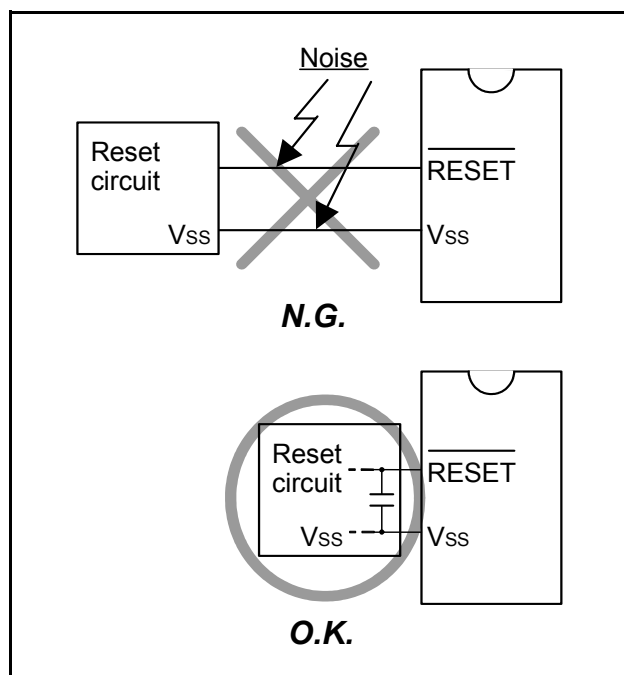 Noise
Reset
circuit
RESET
VSS
VSS
N.G.
Reset
circuit
RESET
VSS
VSS
O.K.